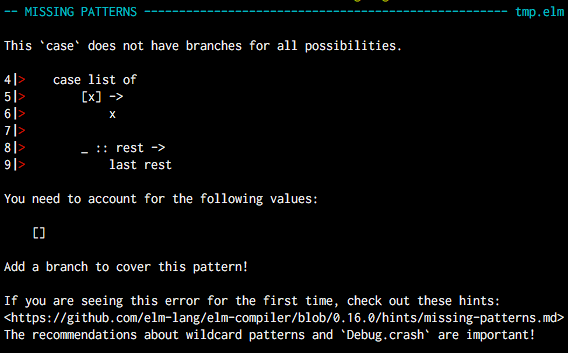 -- MISSING PATTERNS ---------------------------------------------------- tmp.elm
This `case` does not have branches for all possibilities.
4|>    case list of
5|>        [x] ->
6|>            x
7|>
8|>        _ :: rest ->
9|>            last rest
You need to account for the following values:
    []
Add a branch to cover this pattern!
If you are seeing this error for the first time, check out these hints:
<https://github.com/elm-lang/elm-compiler/blob/0.16.0/hints/missing-patterns.md>
The recommendations about wildcard patterns and `Debug.crash` are important!